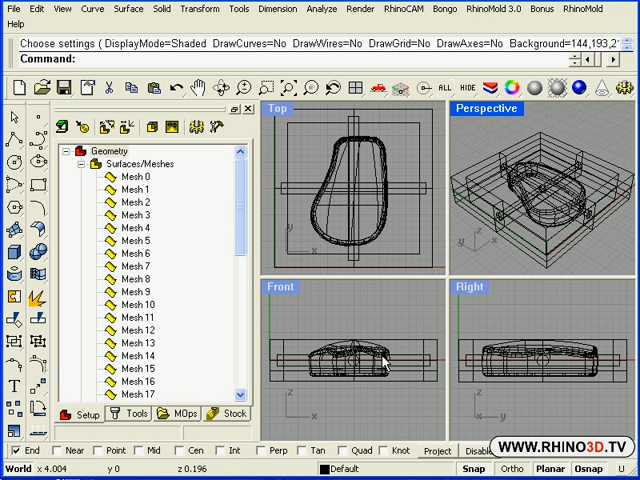 File Edit View Curve Surface Solid Transform Tools Dimension Analyze Render RhinoCAM Bongo RhinoMold 3.0 Bonus RhinoMold
Help
Choose settings ( DisplayMode=Shaded DrawCurves=No DrawWires=No DrawGrid=No DrawAxes=No Background=144,193,2
Command:
ALL HIDE
Geometry
Surfaces/Meshes
Mesh 0
Mesh 1
Mesh 2
Mesh 3
Mesh 4
Mesh 5
Mesh 6
Mesh 7
Mesh 8
Mesh 9
Mesh 10
Mesh 11
Mesh 12
Mesh 13
Mesh 14
Mesh 15
Mesh 16
Mesh 17
Setup Tools MOps Stock
Top
y
x
Perspective
z
y
x
Front
z
x
Right
z
y
WWW.RHINO3D.TV
End Near Point Mid Cen Int Perp Tan Quad Knot Project Disable
World x 4.004 y 0 z 0.196 Default Snap Ortho Planar Osnap U